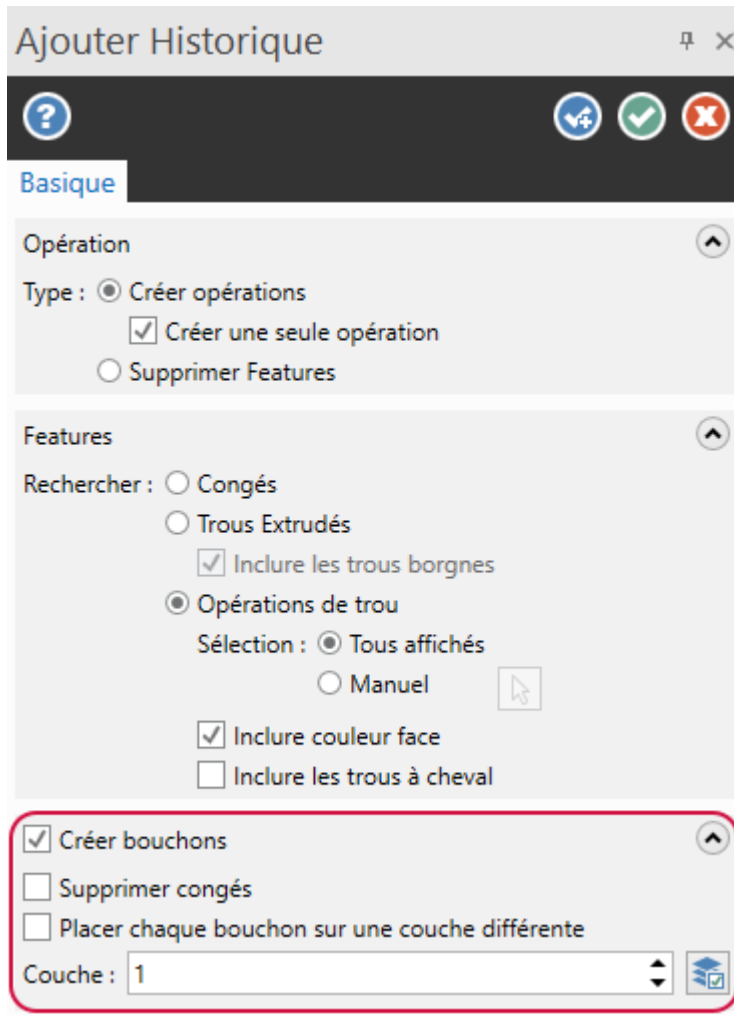 Ajouter Historique
Basique
Opération
Type : Créer opérations
Créer une seule opération
Supprimer Features
Features
Rechercher : Congés
Trous Extrudés
Inclure les trous borgnes
Opérations de trou
Sélection : Tous affichés
Manuel
Inclure couleur face
Inclure les trous à cheval
Créer bouchons
Supprimer congés
Placer chaque bouchon sur une couche différente
Couche : 1